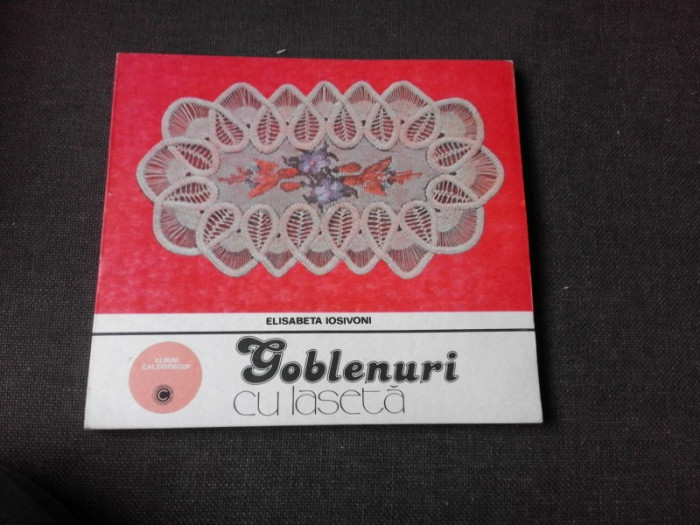 ELISABETA IOSIVONI
Goblenuri
cu lasetă
ALBUM
CALEIDOSCOP
C